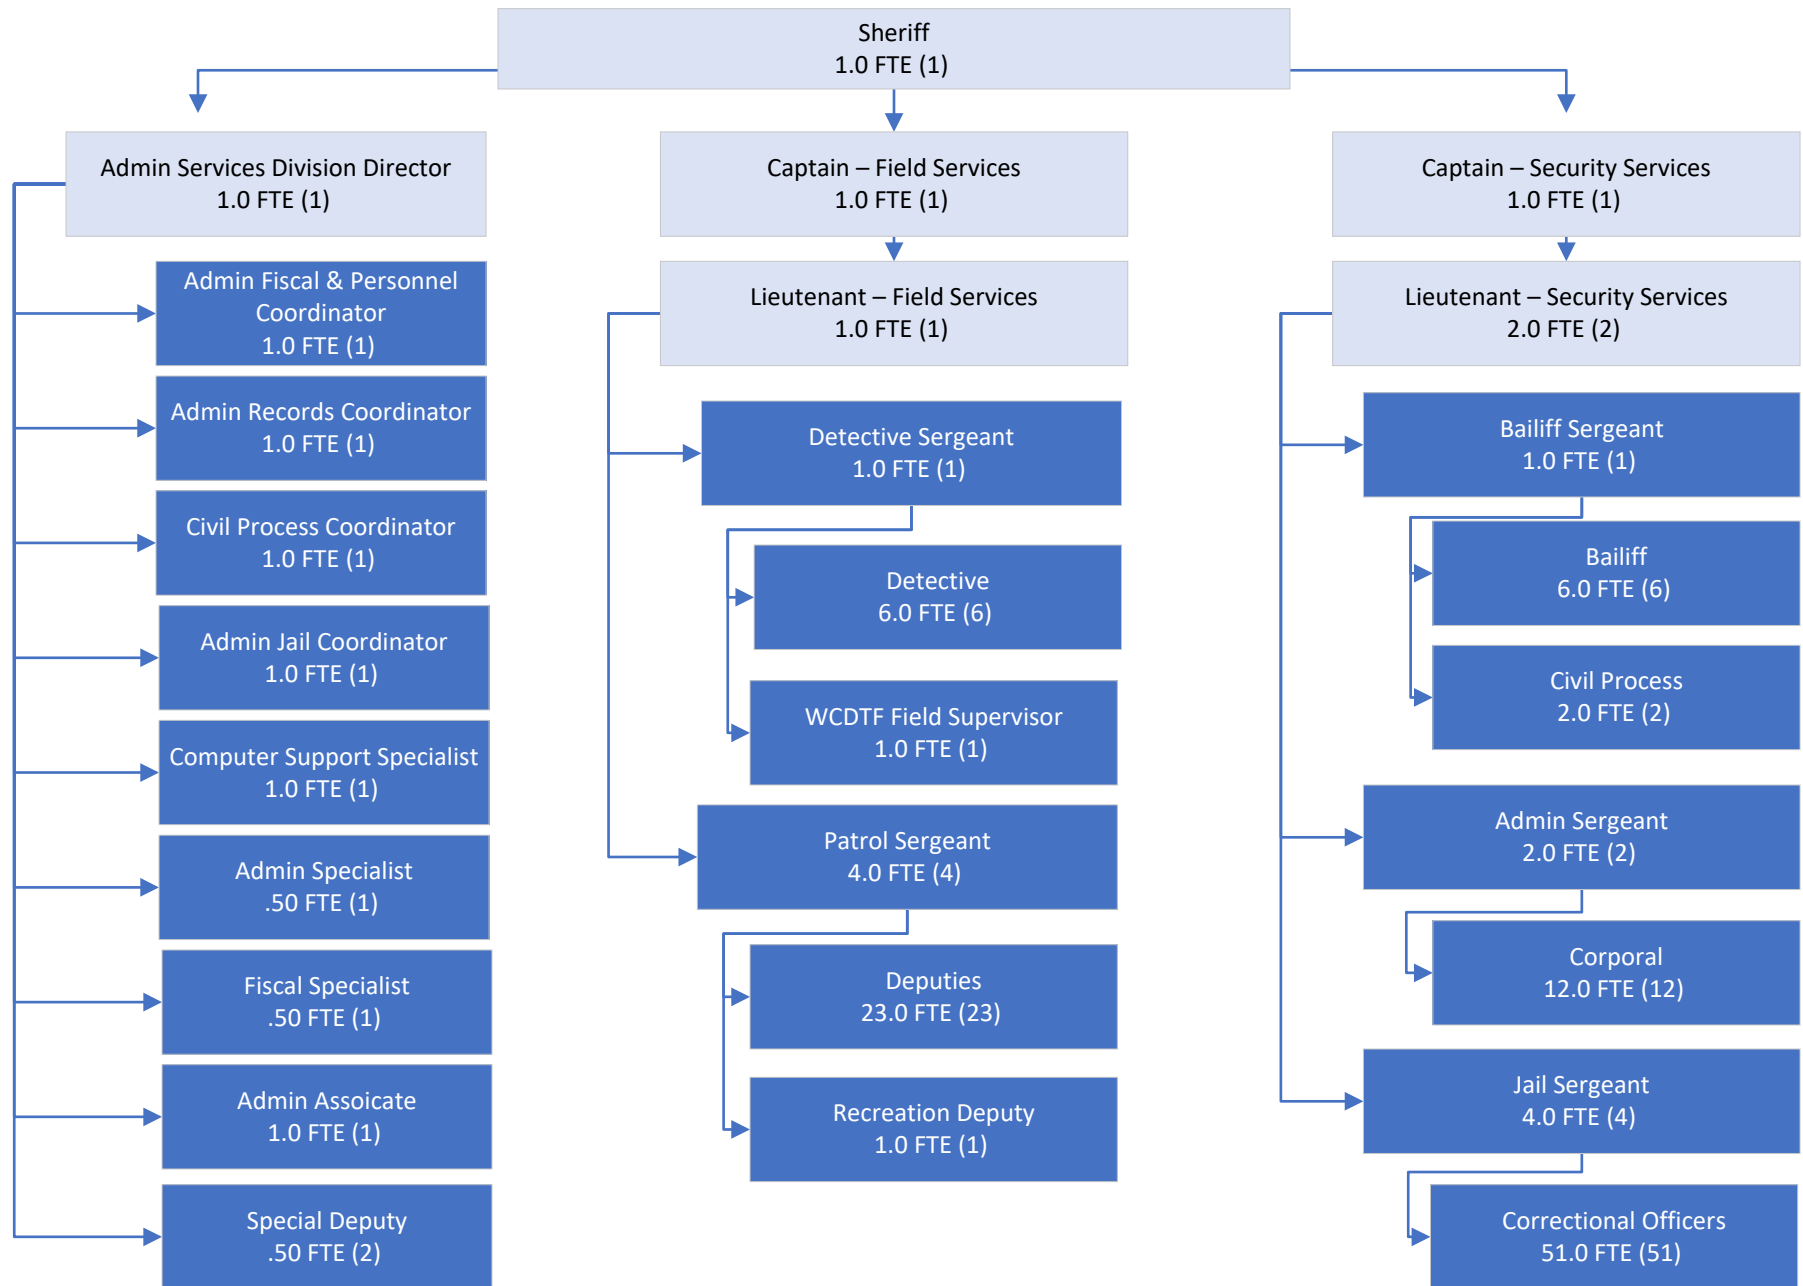 Sheriff
1.0 FTE (1)
Admin Services Division Director
1.0 FTE (1)
Admin Fiscal & Personnel
Coordinator
1.0 FTE (1)
Admin Records Coordinator
1.0 FTE (1)
Civil Process Coordinator
1.0 FTE (1)
Admin Jail Coordinator
1.0 FTE (1)
Computer Support Specialist
1.0 FTE (1)
Admin Specialist
.50 FTE (1)
Fiscal Specialist
.50 FTE (1)
Admin Assoicate
1.0 FTE (1)
Special Deputy
.50 FTE (2)
Captain – Field Services
1.0 FTE (1)
Lieutenant – Field Services
1.0 FTE (1)
Detective Sergeant
1.0 FTE (1)
Detective
6.0 FTE (6)
WCDTF Field Supervisor
1.0 FTE (1)
Patrol Sergeant
4.0 FTE (4)
Deputies
23.0 FTE (23)
Recreation Deputy
1.0 FTE (1)
Captain – Security Services
1.0 FTE (1)
Lieutenant – Security Services
2.0 FTE (2)
Bailiff Sergeant
1.0 FTE (1)
Bailiff
6.0 FTE (6)
Civil Process
2.0 FTE (2)
Admin Sergeant
2.0 FTE (2)
Corporal
12.0 FTE (12)
Jail Sergeant
4.0 FTE (4)
Correctional Officers
51.0 FTE (51)